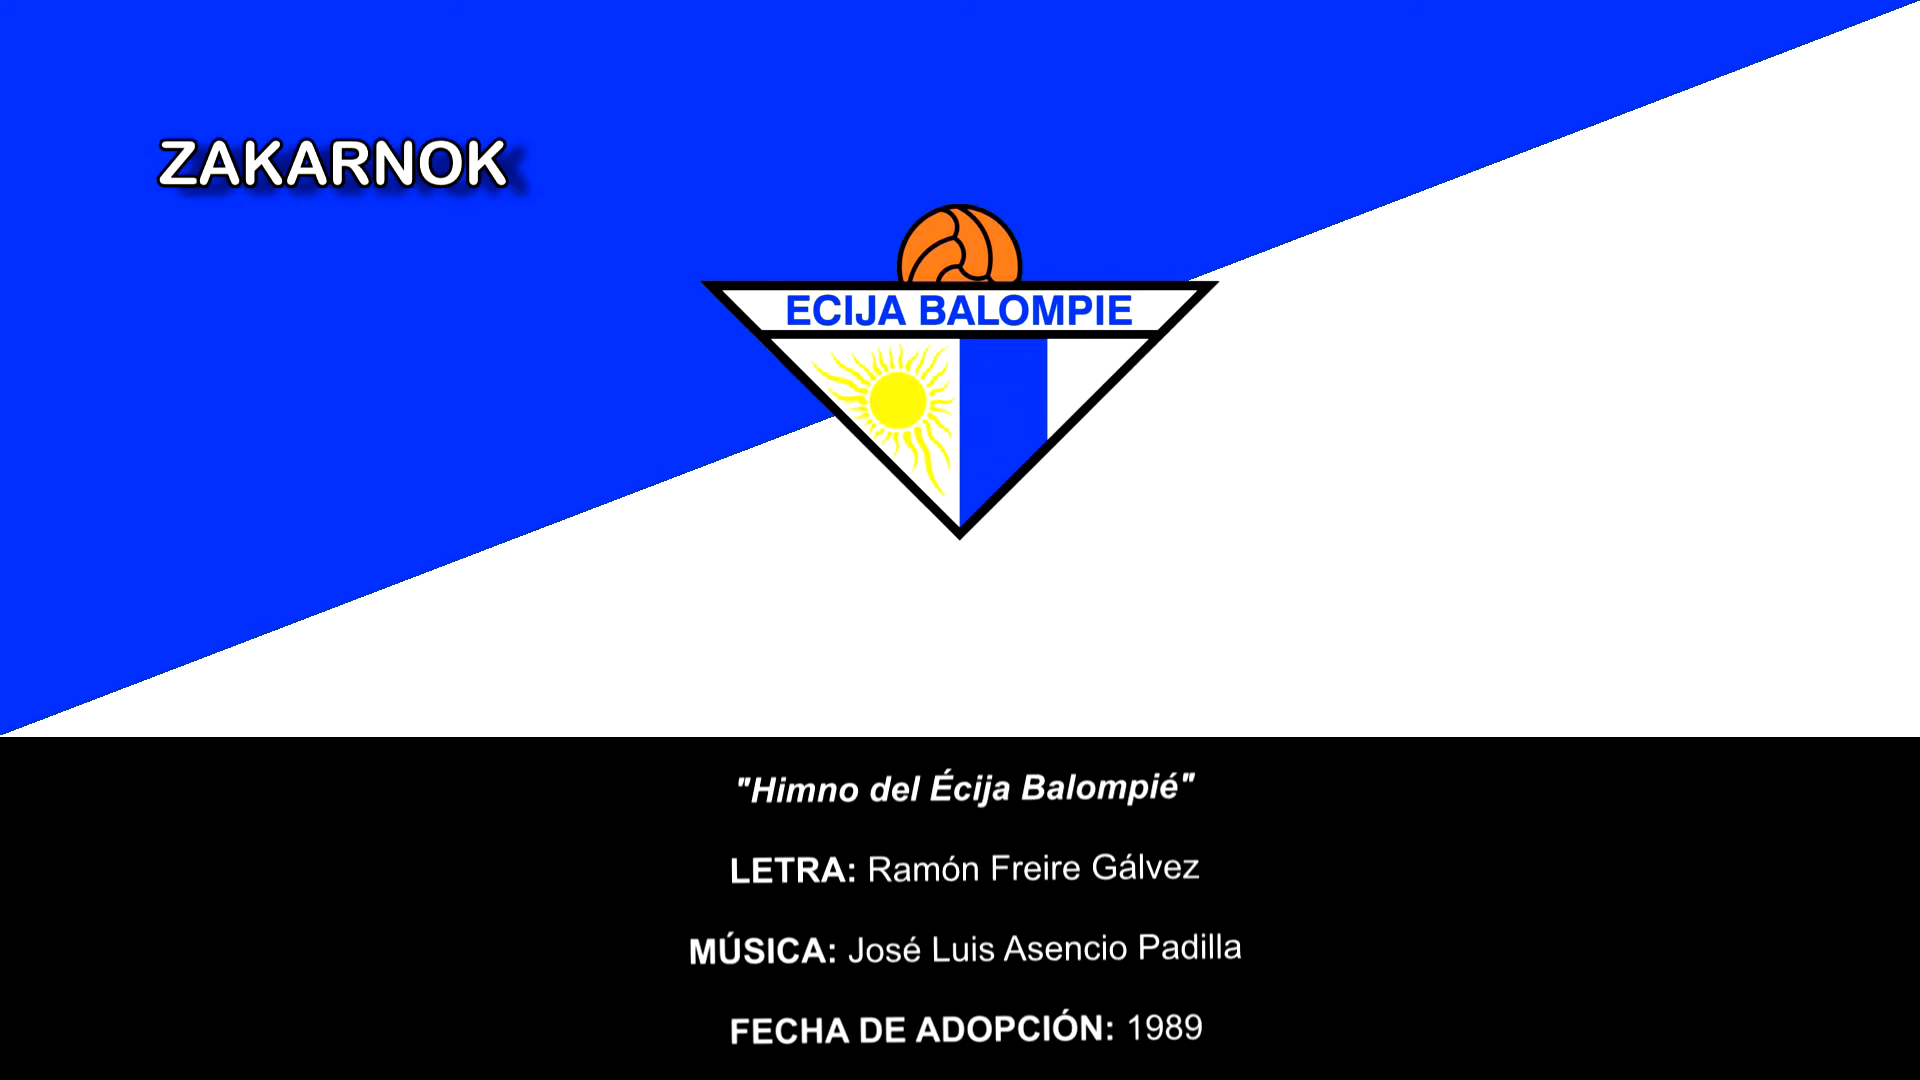 ZAKARNOK
ECIJA BALOMPIE
"Himno del Écija Balompié"
LETRA: Ramón Freire Gálvez
MÚSICA: José Luis Asencio Padilla
FECHA DE ADOPCIÓN: 1989